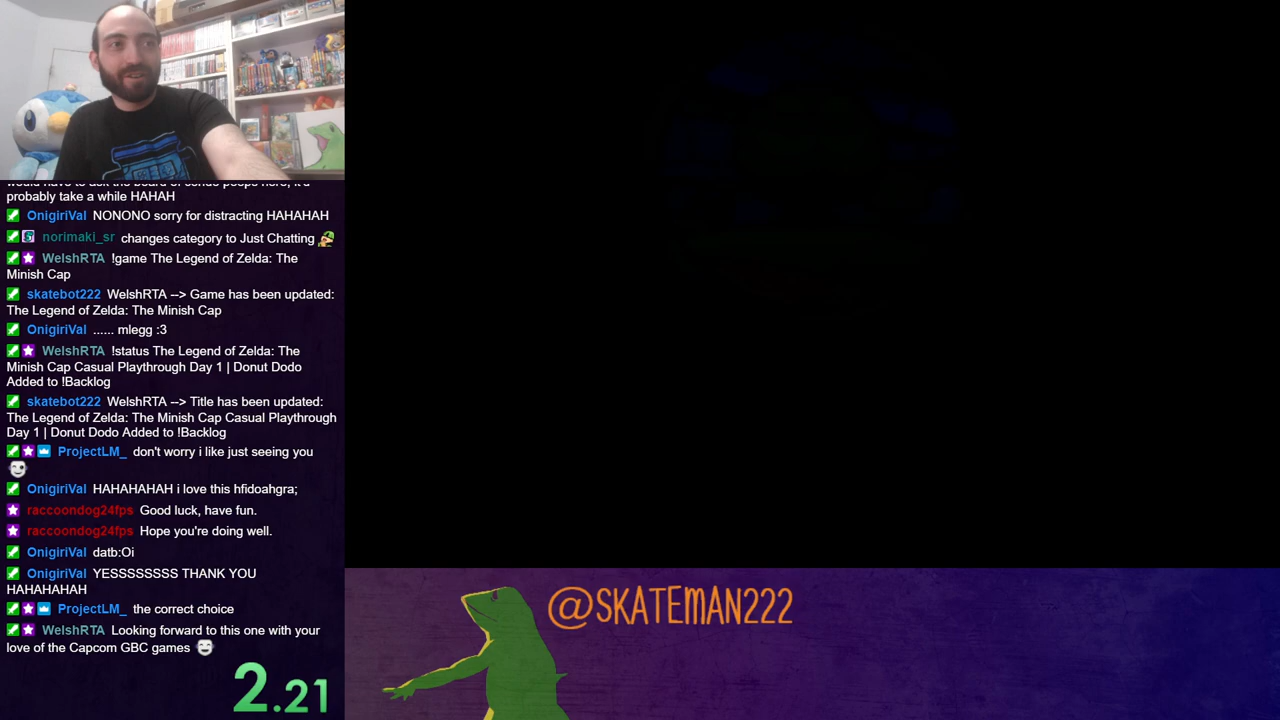 probably take a while HAHAH
OnigiriVal NONONO sorry for distracting HAHAHAH
norimaki_sr changes category to Just Chatting
WelshRTA !game The Legend of Zelda: The
Minish Cap
skatebot222 WelshRTA --> Game has been updated:
The Legend of Zelda: The Minish Cap
OnigiriVal ...... mlegg :3
WelshRTA !status The Legend of Zelda: The
Minish Cap Casual Playthrough Day 1 | Donut Dodo
Added to !Backlog
skatebot222 WelshRTA --> Title has been updated:
The Legend of Zelda: The Minish Cap Casual Playthrough
Day 1 | Donut Dodo Added to !Backlog
ProjectLM_ don't worry i like just seeing you
OnigiriVal HAHAHAHAH i love this hfidoahgra;
raccoondog24fps Good luck, have fun.
raccoondog24fps Hope you're doing well.
OnigiriVal datb:Oi
OnigiriVal YESSSSSSSS THANK YOU
HAHAHAHAH
ProjectLM_ the correct choice
WelshRTA Looking forward to this one with your
love of the Capcom GBC games
2.21
@SKATEMAN222